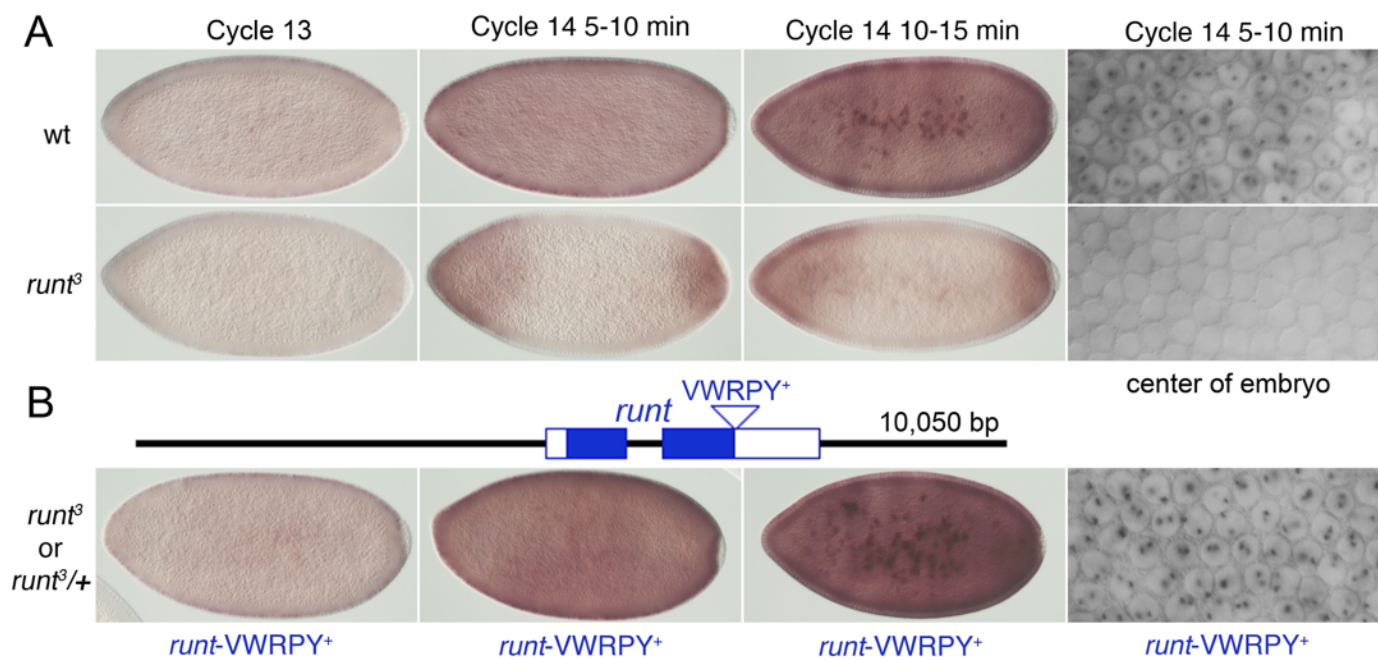 A
Cycle 13
Cycle 14 5-10 min
Cycle 14 10-15 min
Cycle 14 5-10 min
wt
runt³
center of embryo
B
VWRPY⁺
runt
10,050 bp
runt³
or
runt³/+
runt-VWRPY⁺
runt-VWRPY⁺
runt-VWRPY⁺
runt-VWRPY⁺